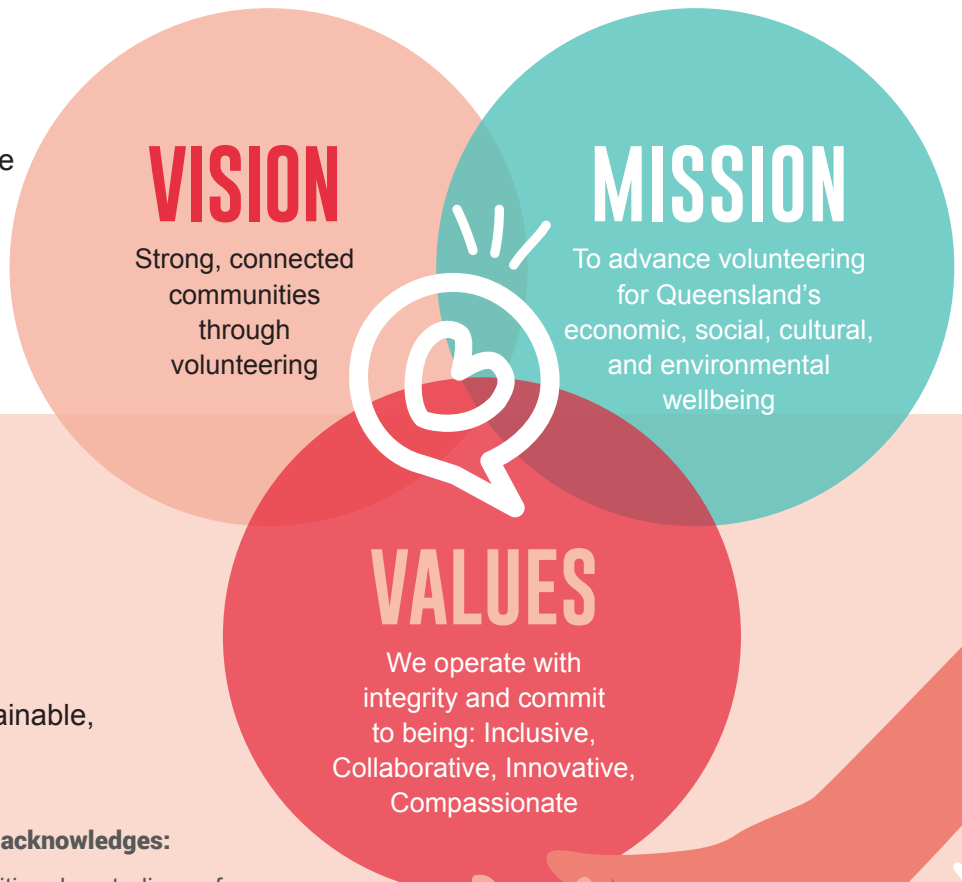 VISION
Strong, connected
communities
through
volunteering
MISSION
To advance volunteering
for Queensland's
economic, social, cultural,
and environmental
wellbeing
VALUES
We operate with
integrity and commit
to being: Inclusive,
Collaborative, Innovative,
Compassionate
acknowledges: